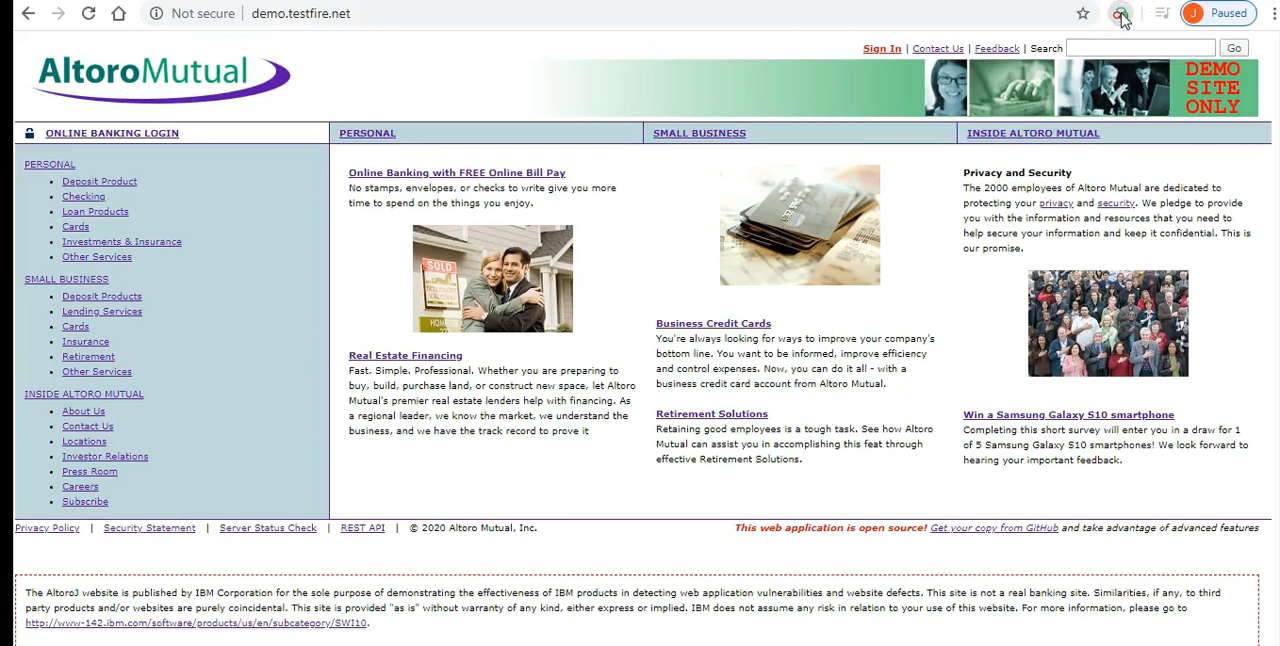 Not secure | demo.testfire.net
J Paused
AltoroMutual
Sign In | Contact Us | Feedback | Search
Go
DEMO
SITE
ONLY
ONLINE BANKING LOGIN
PERSONAL
SMALL BUSINESS
INSIDE ALTORO MUTUAL
PERSONAL
Deposit Product
Checking
Loan Products
Cards
Investments & Insurance
Other Services
SMALL BUSINESS
Deposit Products
Lending Services
Cards
Insurance
Retirement
Other Services
INSIDE ALTORO MUTUAL
About Us
Contact Us
Locations
Investor Relations
Press Room
Careers
Subscribe
Online Banking with FREE Online Bill Pay
No stamps, envelopes, or checks to write give you more
time to spend on the things you enjoy.
SOLD
Real Estate Financing
Fast. Simple. Professional. Whether you are preparing to
buy, build, purchase land, or construct new space, let Altoro
Mutual's premier real estate lenders help with financing. As
a regional leader, we know the market, we understand the
business, and we have the track record to prove it
Business Credit Cards
You're always looking for ways to improve your company's
bottom line. You want to be informed, improve efficiency
and control expenses. Now, you can do it all - with a
business credit card account from Altoro Mutual.
Retirement Solutions
Retaining good employees is a tough task. See how Altoro
Mutual can assist you in accomplishing this feat through
effective Retirement Solutions.
Privacy and Security
The 2000 employees of Altoro Mutual are dedicated to
protecting your privacy and security. We pledge to provide
you with the information and resources that you need to
help secure your information and keep it confidential. This is
our promise.
Win a Samsung Galaxy S10 smartphone
Completing this short survey will enter you in a draw for 1
of 5 Samsung Galaxy S10 smartphones! We look forward to
hearing your important feedback.
Privacy Policy | Security Statement | Server Status Check | REST API | © 2020 Altoro Mutual, Inc.
This web application is open source! Get your copy from GitHub and take advantage of advanced features
The AltoroJ website is published by IBM Corporation for the sole purpose of demonstrating the effectiveness of IBM products in detecting web application vulnerabilities and website defects. This site is not a real banking site. Similarities, if any, to third
party products and/or websites are purely coincidental. This site is provided "as is" without warranty of any kind, either express or implied. IBM does not assume any risk in relation to your use of this website. For more information, please go to
http://www-142.ibm.com/software/products/us/en/subcategory/SWI10.